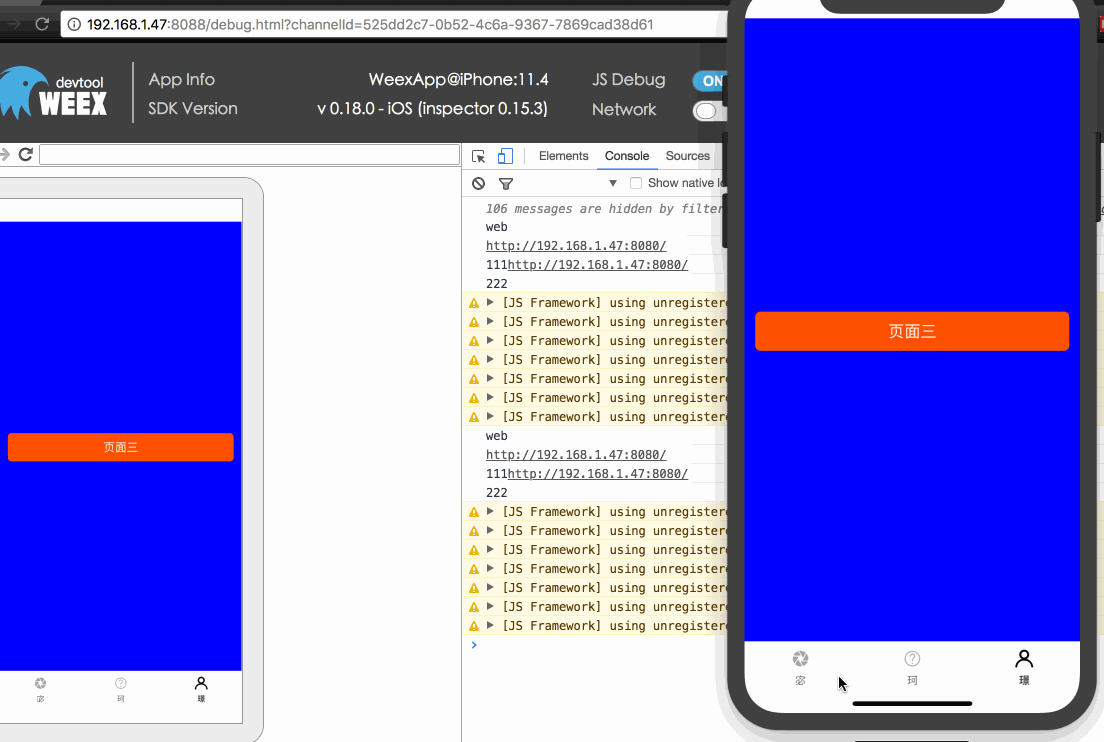 192.168.1.47:8088/debug.html?channelId=525dd2c7-0b52-4c6a-9367-7869cad38d61
devtool
WEEX
App Info
WeexApp@iPhone:11.4
JS Debug
ON
SDK Version
v 0.18.0 - iOS (inspector 0.15.3)
Network
Elements
Console
Sources
Show native
106 messages are hidden by filter
web
http://192.168.1.47:8080/
111http://192.168.1.47:8080/
222
[JS Framework] using unregistere
[JS Framework] using unregistere
[JS Framework] using unregistere
[JS Framework] using unregistere
[JS Framework] using unregistere
[JS Framework] using unregistere
[JS Framework] using unregistere
web
http://192.168.1.47:8080/
111http://192.168.1.47:8080/
222
[JS Framework] using unregistere
[JS Framework] using unregistere
[JS Framework] using unregistere
[JS Framework] using unregistere
[JS Framework] using unregistere
[JS Framework] using unregistere
[JS Framework] using unregistere
页面三
珂
璟
页面三
珂
璟